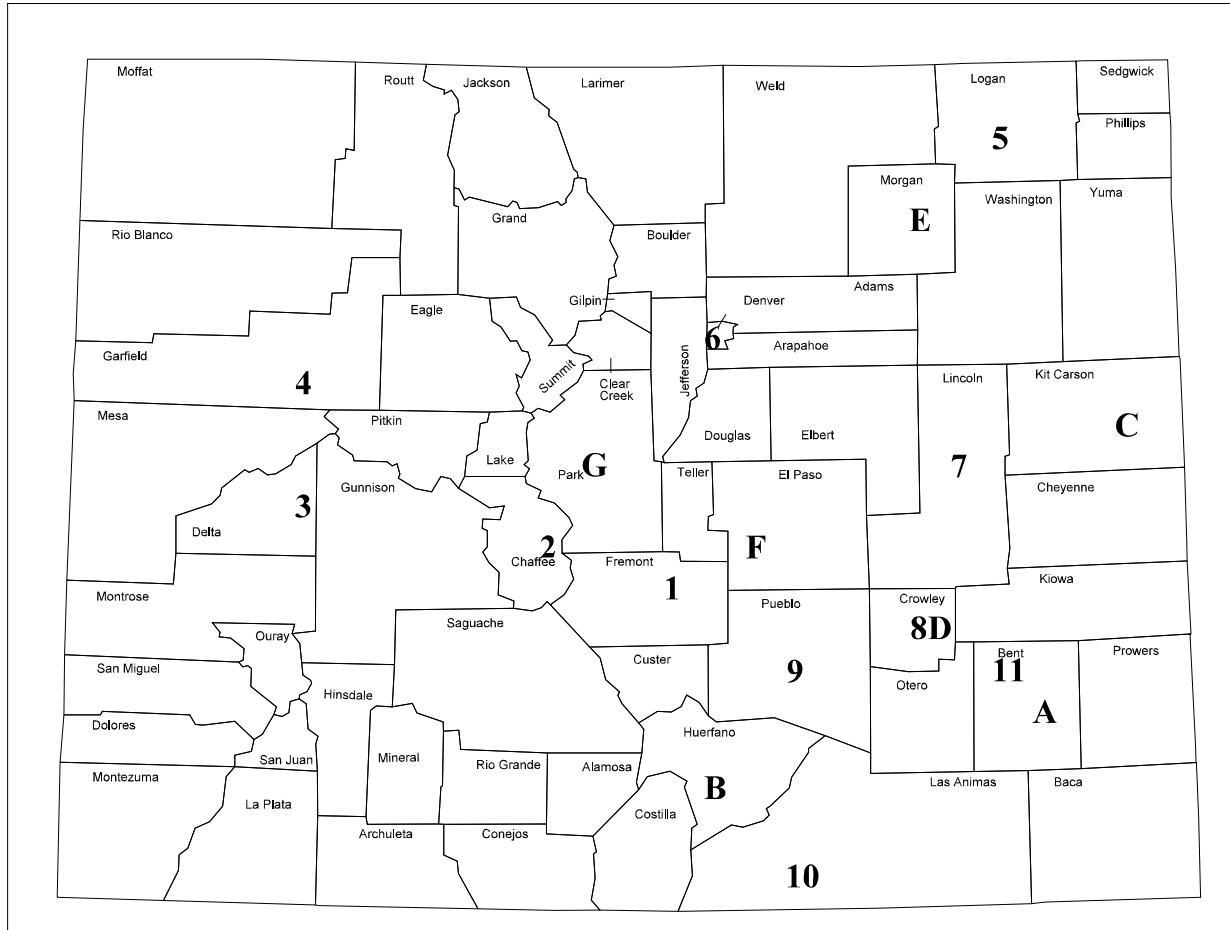 Moffat
Routt
Jackson
Larimer
Weld
Logan
Sedgwick
5
Phillips
Morgan
E
Washington
Yuma
Grand
Rio Blanco
Boulder
Gilpin
Adams
Denver
6
Arapahoe
Eagle
Garfield
4
Summit
Clear
Creek
Jefferson
Lincoln
Kit Carson
C
Mesa
Pitkin
Lake
Douglas
Elbert
7
Park
G
Teller
El Paso
Cheyenne
Gunnison
3
Delta
2
Chaffee
F
Fremont
1
Kiowa
Montrose
Pueblo
Crowley
8D
Saguache
Ouray
Custer
9
Bent
11
Prowers
San Miguel
Otero
A
Hinsdale
Dolores
Huerfano
San Juan
Mineral
Rio Grande
Alamosa
B
Montezuma
La Plata
Las Animas
Baca
Costilla
Archuleta
Conejos
10